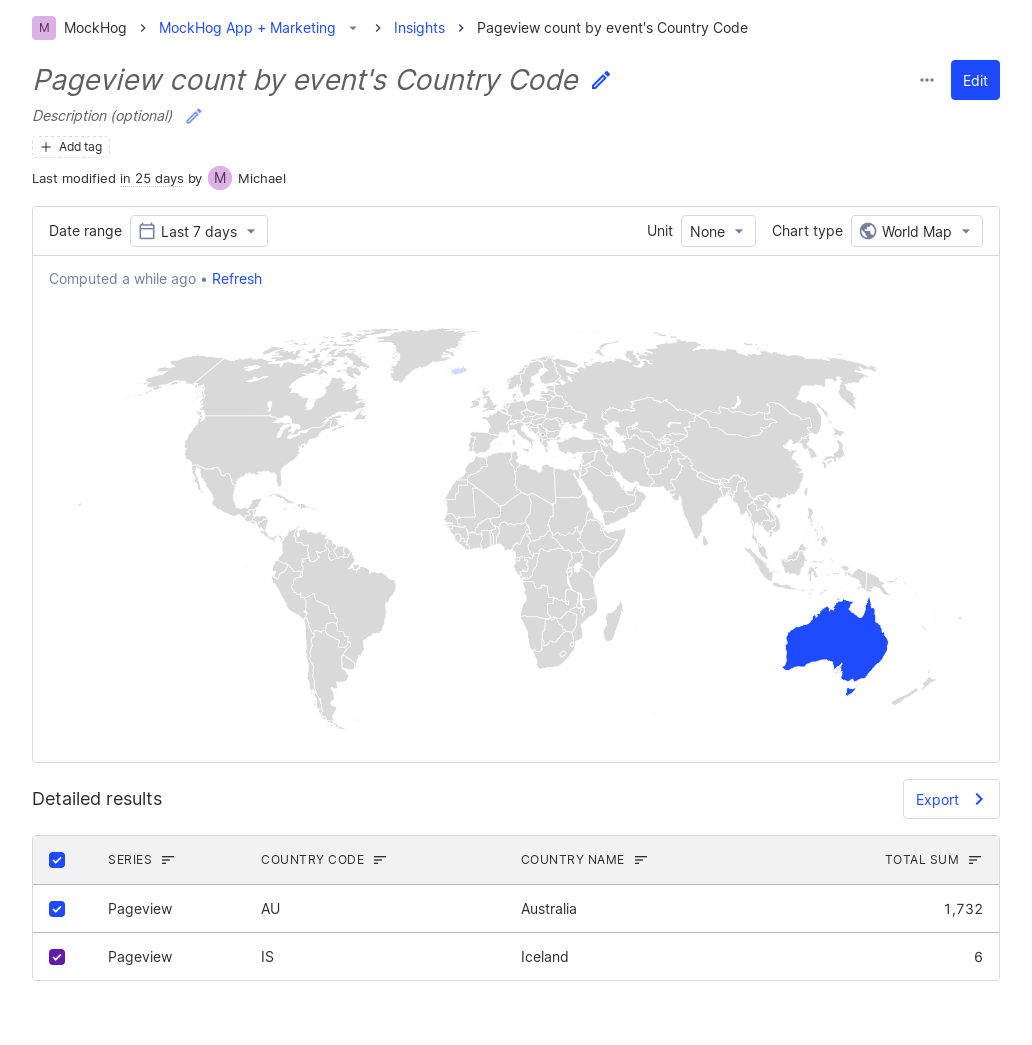 M MockHog MockHog App + Marketing Insights Pageview count by event's Country Code
Pageview count by event's Country Code
Edit
Description (optional)
Add tag
Last modified in 25 days by M Michael
Date range Last 7 days Unit None Chart type World Map
Computed a while ago • Refresh
Detailed results
Export
SERIES COUNTRY CODE COUNTRY NAME TOTAL SUM
Pageview AU Australia 1,732
Pageview IS Iceland 6